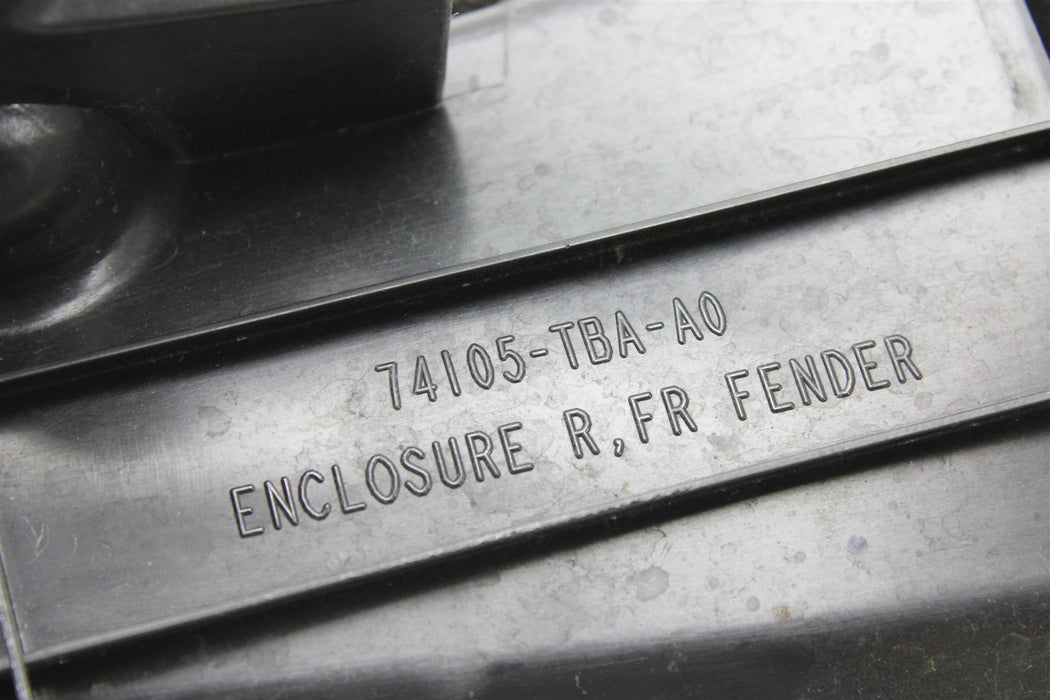 74105-TBA-A0
ENCLOSURE R,FR FENDER